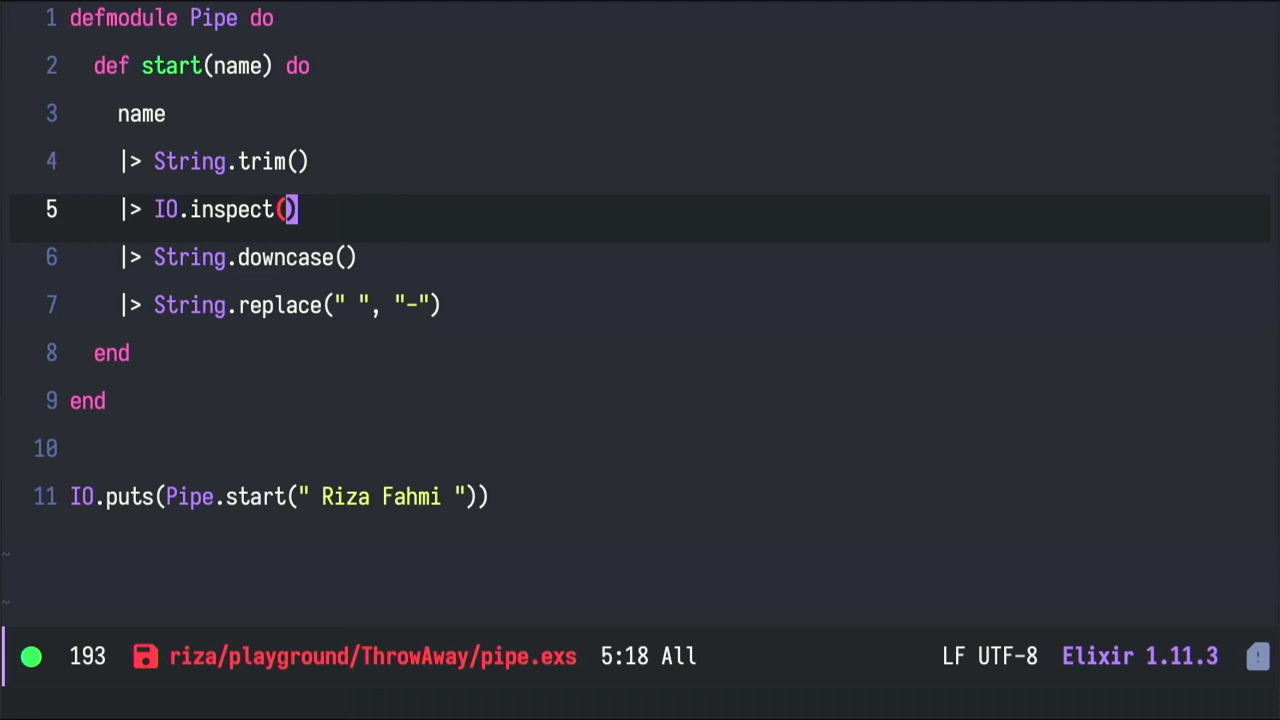 1 defmodule Pipe do
2   def start(name) do
3     name
4     |> String.trim()
5     |> IO.inspect()
6     |> String.downcase()
7     |> String.replace(" ", "-")
8   end
9 end
10
11 IO.puts(Pipe.start(" Riza Fahmi "))
~
~
193 riza/playground/ThrowAway/pipe.exs 5:18 All LF UTF-8 Elixir 1.11.3